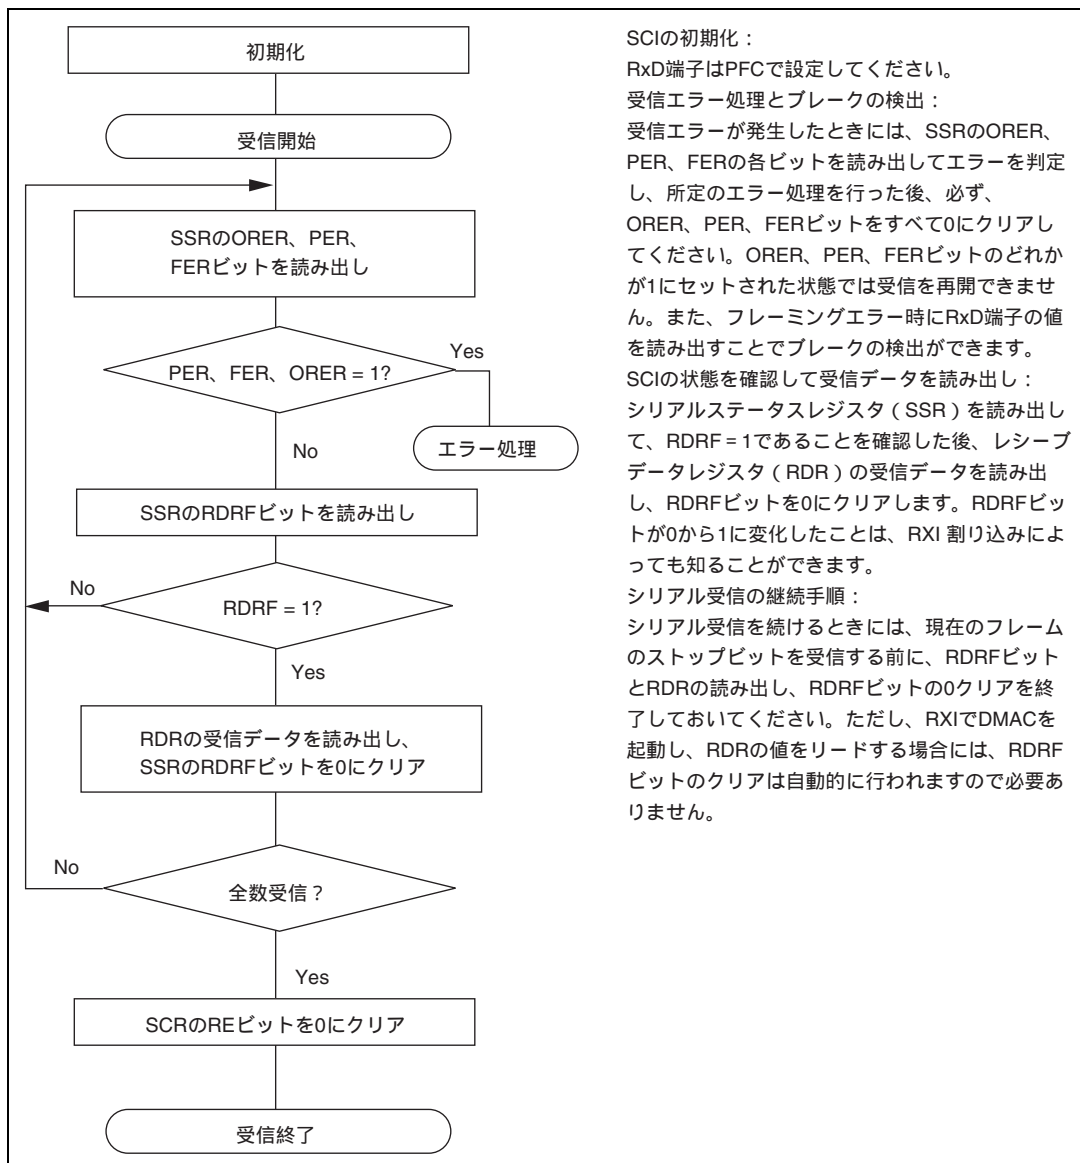 初期化
受信開始
SSRのORER、PER、
FERビットを読み出し
PER、FER、ORER = 1?
Yes
エラー処理
No
SSRのRDRFビットを読み出し
No
RDRF = 1?
Yes
RDRの受信データを読み出し、
SSRのRDRFビットを0にクリア
No
全数受信？
Yes
SCRのREビットを0にクリア
受信終了
SCIの初期化：
RxD端子はPFCで設定してください。
受信エラー処理とブレークの検出：
受信エラーが発生したときには、SSRのORER、
PER、FERの各ビットを読み出してエラーを判定
し、所定のエラー処理を行った後、必ず、
ORER、PER、FERビットをすべて0にクリアし
てください。ORER、PER、FERビットのどれか
が1にセットされた状態では受信を再開できませ
ん。また、フレーミングエラー時にRxD端子の値
を読み出すことでブレークの検出ができます。
SCIの状態を確認して受信データを読み出し：
シリアルステータスレジスタ（SSR）を読み出し
て、RDRF = 1であることを確認した後、レシーブ
データレジスタ（RDR）の受信データを読み出
し、RDRFビットを0にクリアします。RDRFビッ
トが0から1に変化したことは、RXI 割り込みによ
っても知ることができます。
シリアル受信の継続手順：
シリアル受信を続けるときには、現在のフレーム
のストップビットを受信する前に、RDRFビット
とRDRの読み出し、RDRFビットの0クリアを終
了しておいてください。ただし、RXIでDMACを
起動し、RDRの値をリードする場合には、RDRF
ビットのクリアは自動的に行われますので必要あ
りません。